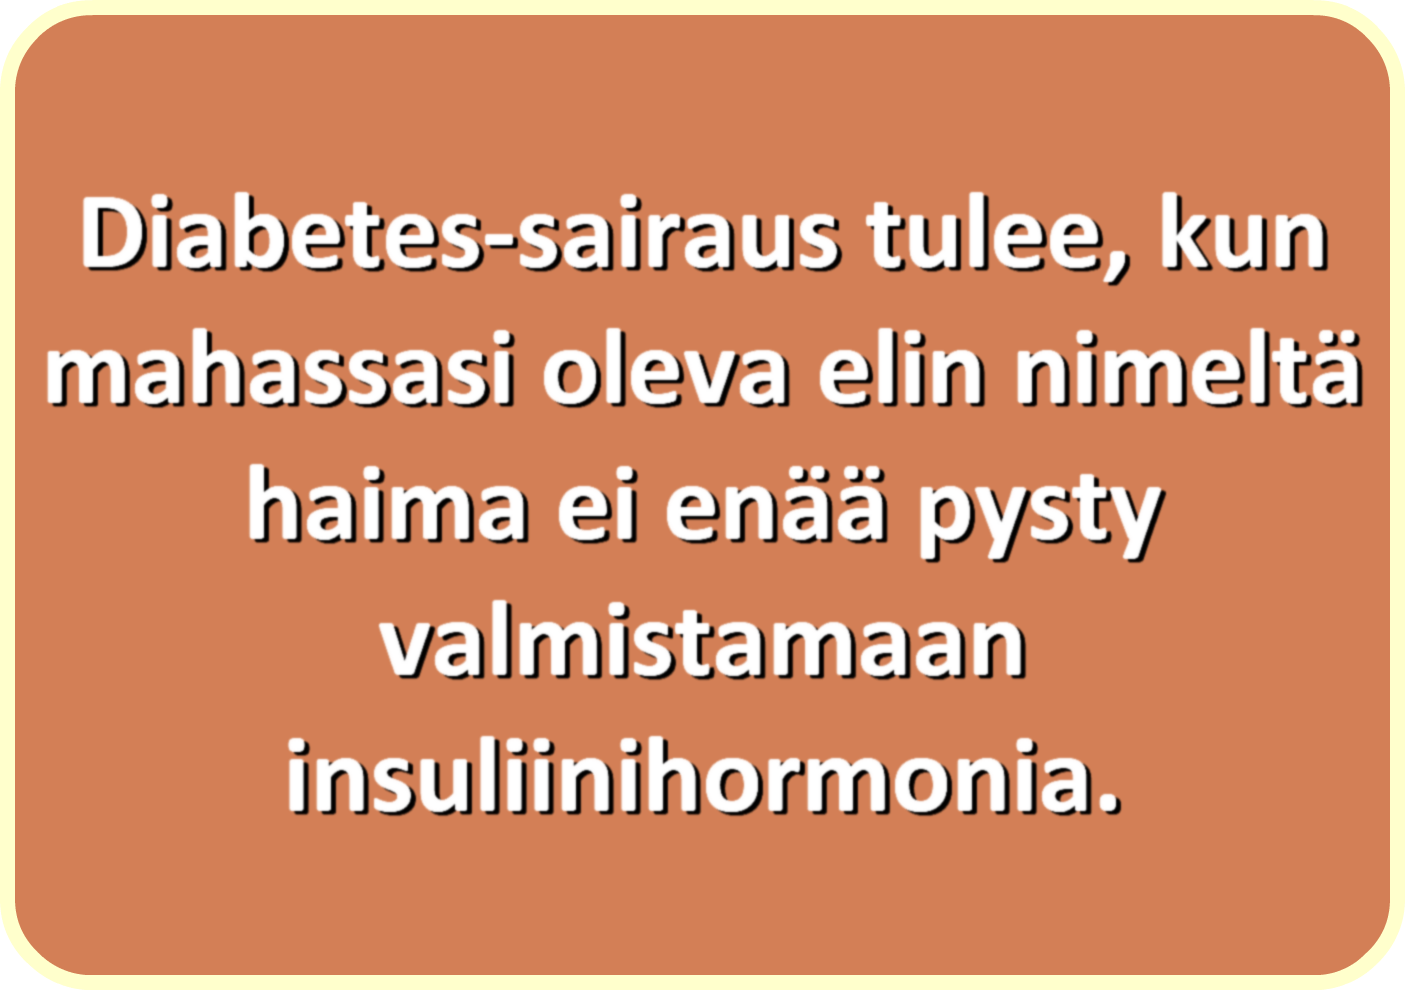 Diabetes-sairaus tulee, kun
mahassasi oleva elin nimeltä
haima ei enää pysty
valmistamaan
insuliinihormonia.